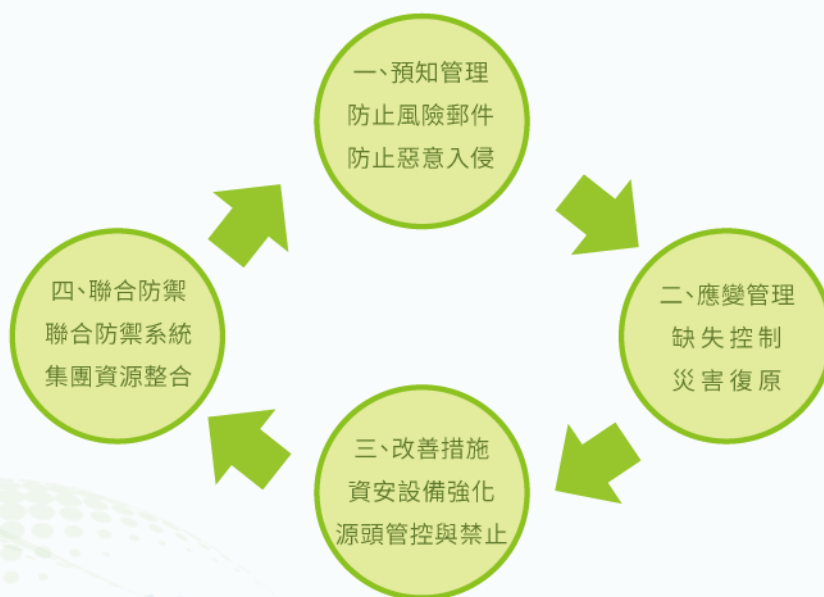 一、預知管理
防止風險郵件
防止惡意入侵
二、應變管理
缺失控制
災害復原
三、改善措施
資安設備強化
源頭管控與禁止
四、聯合防禦
聯合防禦系統
集團資源整合